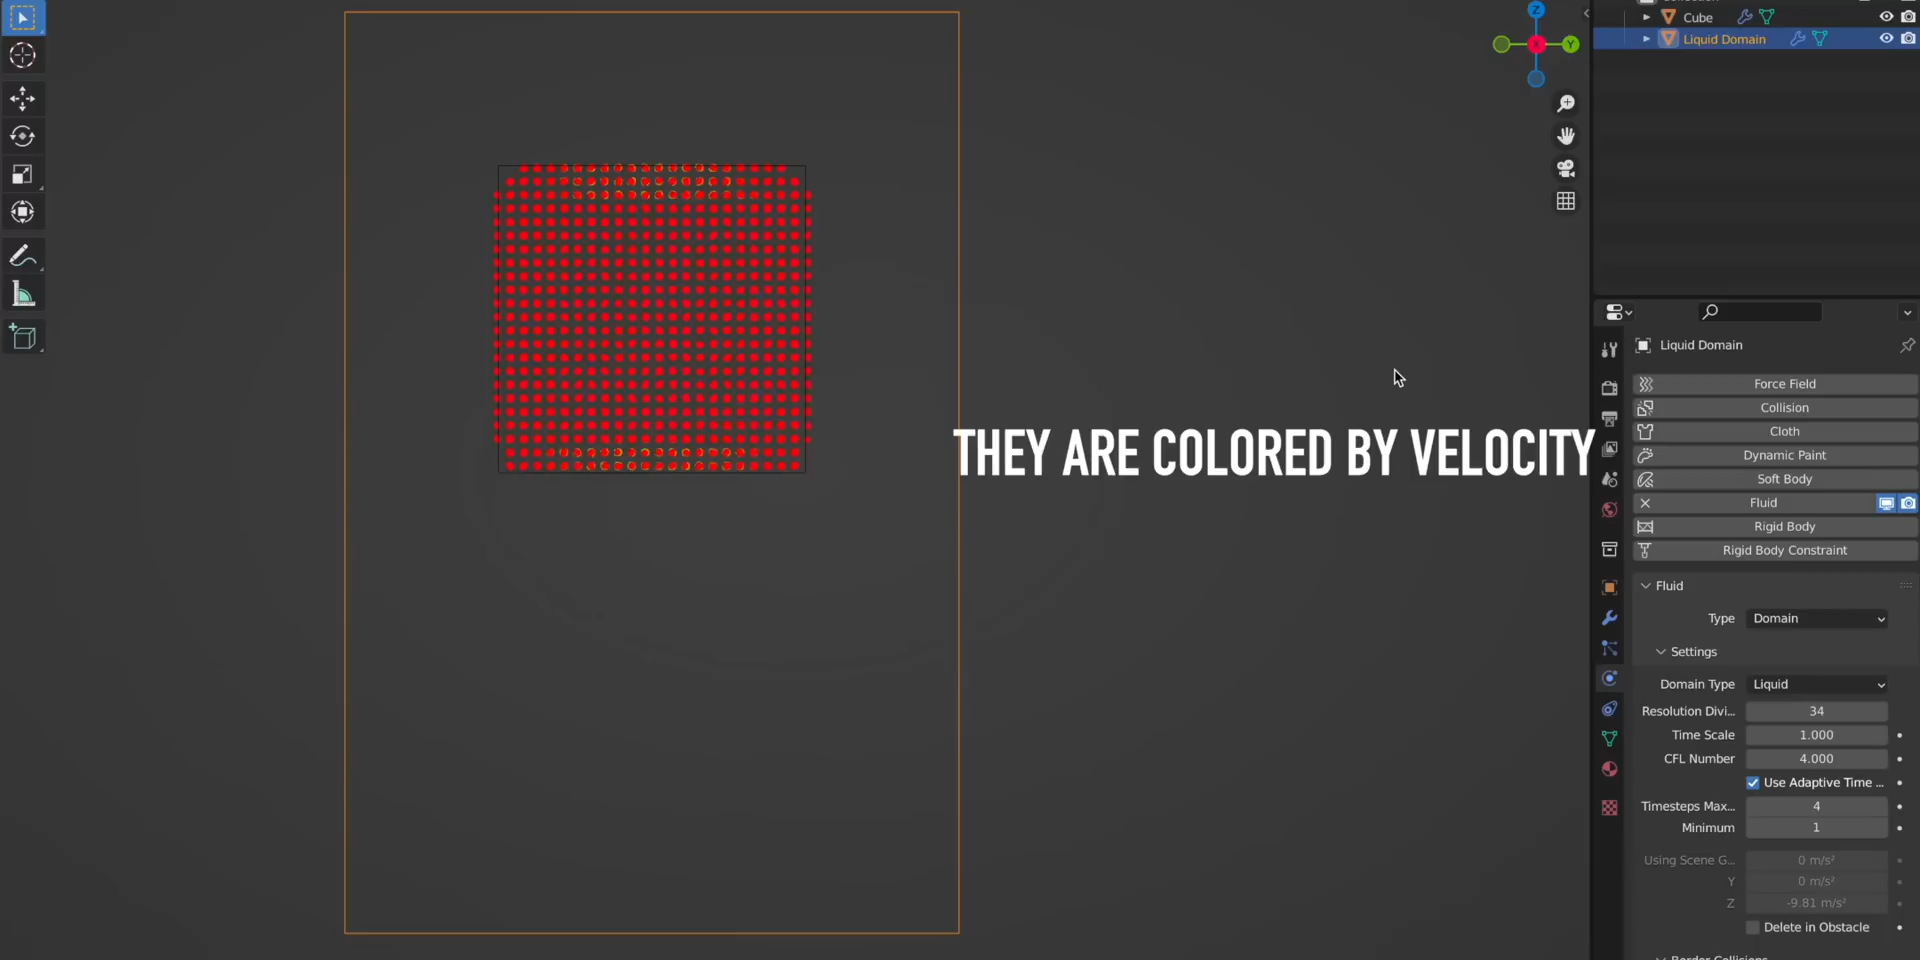 Z
Y
Cube
Liquid Domain
THEY ARE COLORED BY VELOCITY
Liquid Domain
Force Field
Collision
Cloth
Dynamic Paint
Soft Body
Fluid
Rigid Body
Rigid Body Constraint
Fluid
Type Domain
Settings
Domain Type Liquid
Resolution Divi... 34
Time Scale 1.000
CFL Number 4.000
Use Adaptive Time ...
Timesteps Max... 4
Minimum 1
Using Scene G... 0 m/s²
Y 0 m/s²
Z -9.81 m/s²
Delete in Obstacle